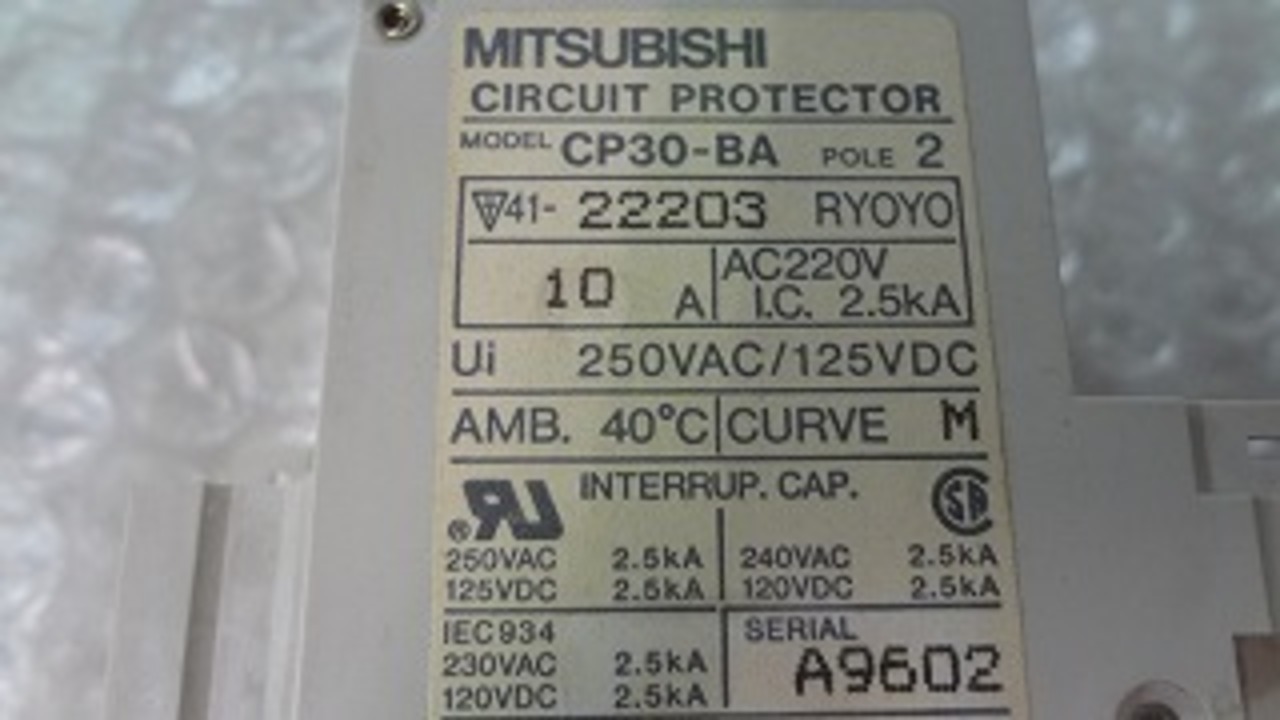 MITSUBISHI
CIRCUIT PROTECTOR
MODEL CP30-BA POLE 2
41- 22203 RYOYO
10 A
AC220V
I.C. 2.5kA
Ui 250VAC/125VDC
AMB. 40°C
CURVE M
INTERRUP. CAP.
250VAC 2.5kA
125VDC 2.5kA
240VAC 2.5kA
120VDC 2.5kA
IEC934
230VAC 2.5kA
120VDC 2.5kA
SERIAL
A9602